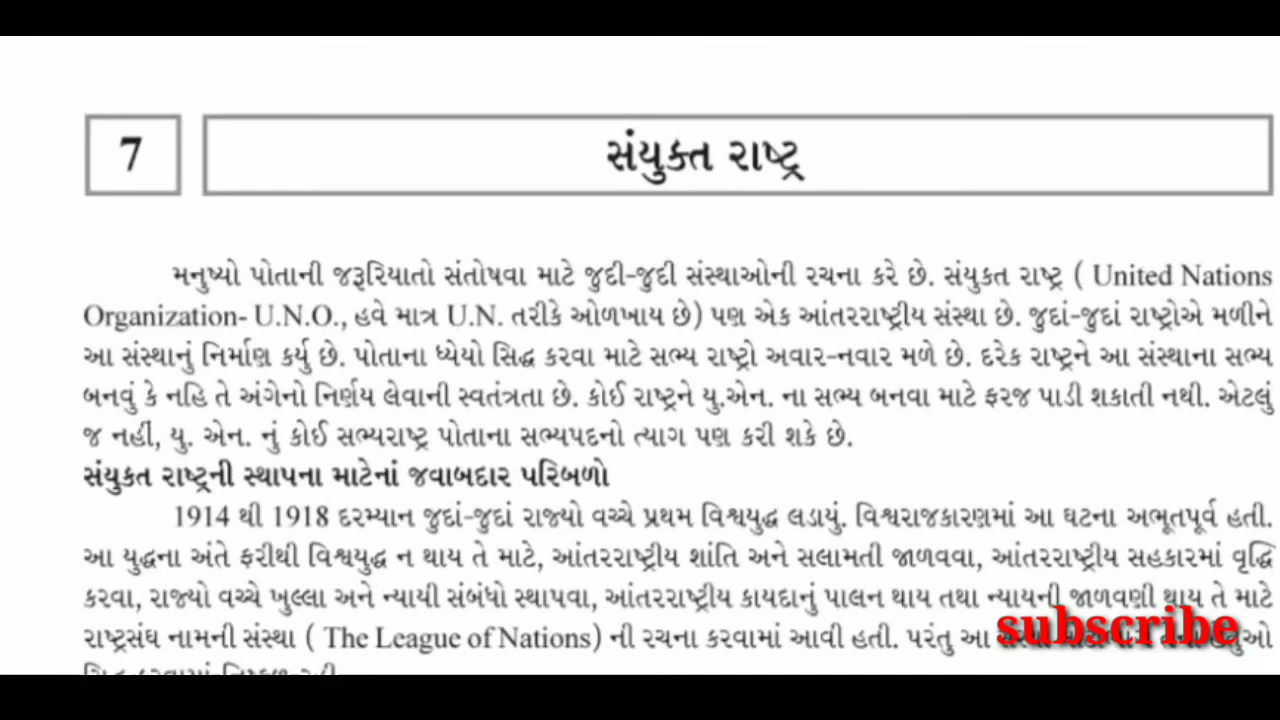 7
સંયુક્ત રાષ્ટ્ર
મનુષ્યો પોતાની જરૂરિયાતો સંતોષવા માટે જુદી-જુદી સંસ્થાઓની રચના કરે છે. સંયુકત રાષ્ટ્ર ( United Nations
Organization- U.N.O., હવે માત્ર U.N. તરીકે ઓળખાય છે) પણ એક આંતરરાષ્ટ્રીય સંસ્થા છે. જુદાં-જુદાં રાષ્ટ્રોએ મળીને
આ સંસ્થાનું નિર્માણ કર્યુ છે. પોતાના ધ્યેયો સિદ્ધ કરવા માટે સભ્ય રાષ્ટ્રો અવાર-નવાર મળે છે. દરેક રાષ્ટ્રને આ સંસ્થાના સભ્ય
બનવું કે નહિ તે અંગેનો નિર્ણય લેવાની સ્વતંત્રતા છે. કોઈ રાષ્ટ્રને યુ.એન. ના સભ્ય બનવા માટે ફરજ પાડી શકાતી નથી. એટલું
જ નહીં, યુ. એન. નું કોઈ સભ્યરાષ્ટ્ર પોતાના સભ્યપદનો ત્યાગ પણ કરી શકે છે.
સંયુકત રાષ્ટ્રની સ્થાપના માટેનાં જવાબદાર પરિબળો
1914 થી 1918 દરમ્યાન જુદાં-જુદાં રાજ્યો વચ્ચે પ્રથમ વિશ્વયુદ્ધ લડાયું. વિશ્વરાજકારણમાં આ ઘટના અભૂતપૂર્વ હતી.
આ યુદ્ધના અંતે ફરીથી વિશ્વયુદ્ધ ન થાય તે માટે, આંતરરાષ્ટ્રીય શાંતિ અને સલામતી જાળવવા, આંતરરાષ્ટ્રીય સહકારમાં વૃદ્ધિ
કરવા, રાજ્યો વચ્ચે ખુલ્લા અને ન્યાયી સંબંધો સ્થાપવા, આંતરરાષ્ટ્રીય કાયદાનું પાલન થાય તથા ન્યાયની જાળવણી થાય તે માટે
રાષ્ટ્રસંઘ નામની સંસ્થા ( The League of Nations) ની રચના કરવામાં આવી હતી. પરંતુ આ
subscribe